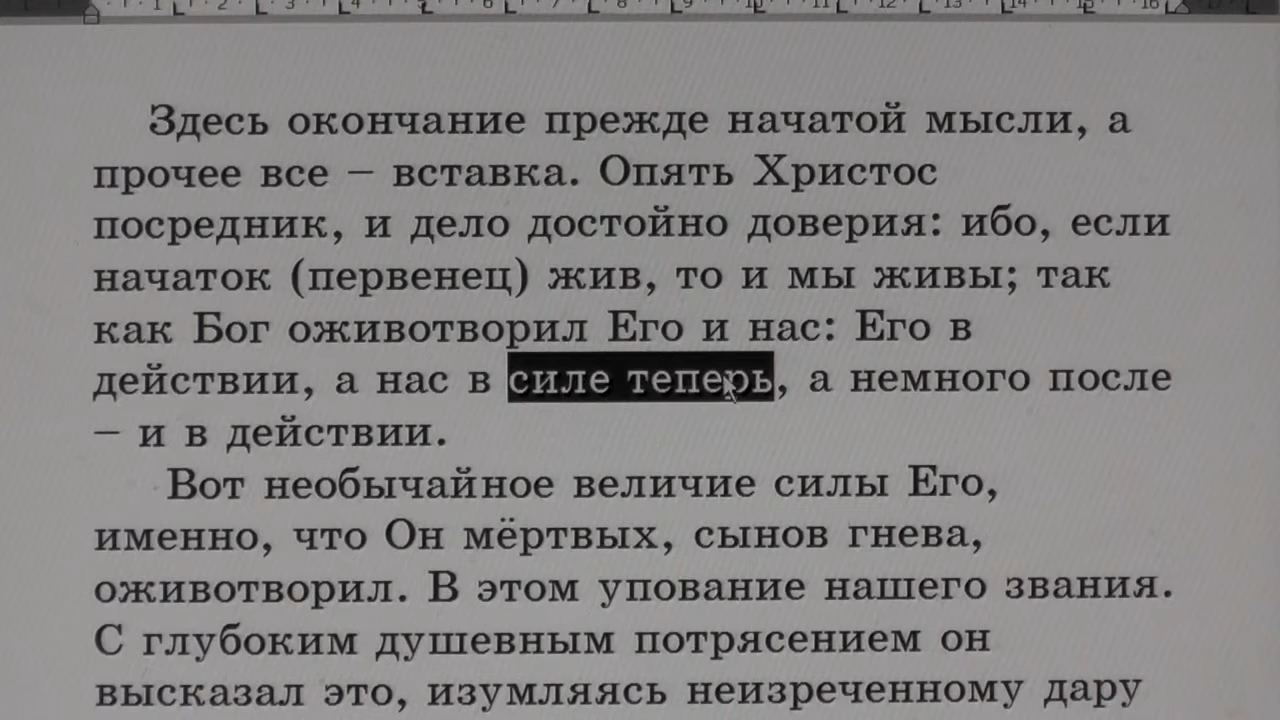 Здесь окончание прежде начатой мысли, а
прочее все – вставка. Опять Христос
посредник, и дело достойно доверия: ибо, если
начаток (первенец) жив, то и мы живы; так
как Бог оживотворил Его и нас: Его в
действии, а нас в силе теперь, а немного после
– и в действии.
Вот необычайное величие силы Его,
именно, что Он мёртвых, сынов гнева,
оживотворил. В этом упование нашего звания.
С глубоким душевным потрясением он
высказал это, изумляясь неизреченному дару